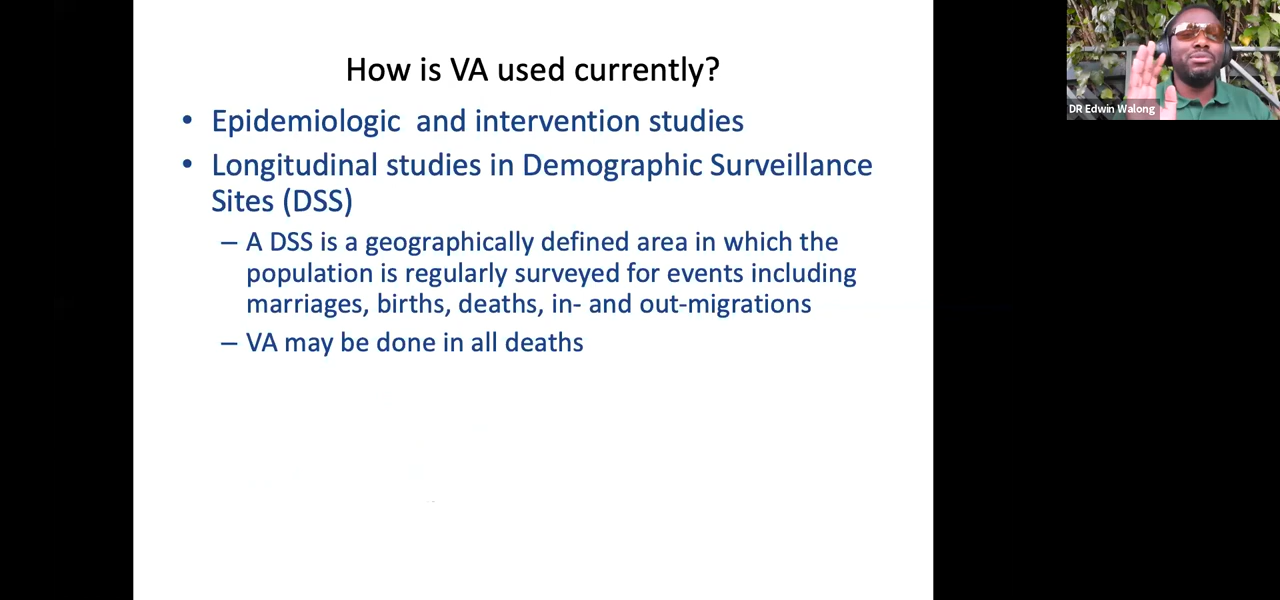 How is VA used currently?
• Epidemiologic and intervention studies
• Longitudinal studies in Demographic Surveillance
Sites (DSS)
– A DSS is a geographically defined area in which the
population is regularly surveyed for events including
marriages, births, deaths, in- and out-migrations
– VA may be done in all deaths
DR Edwin Walong